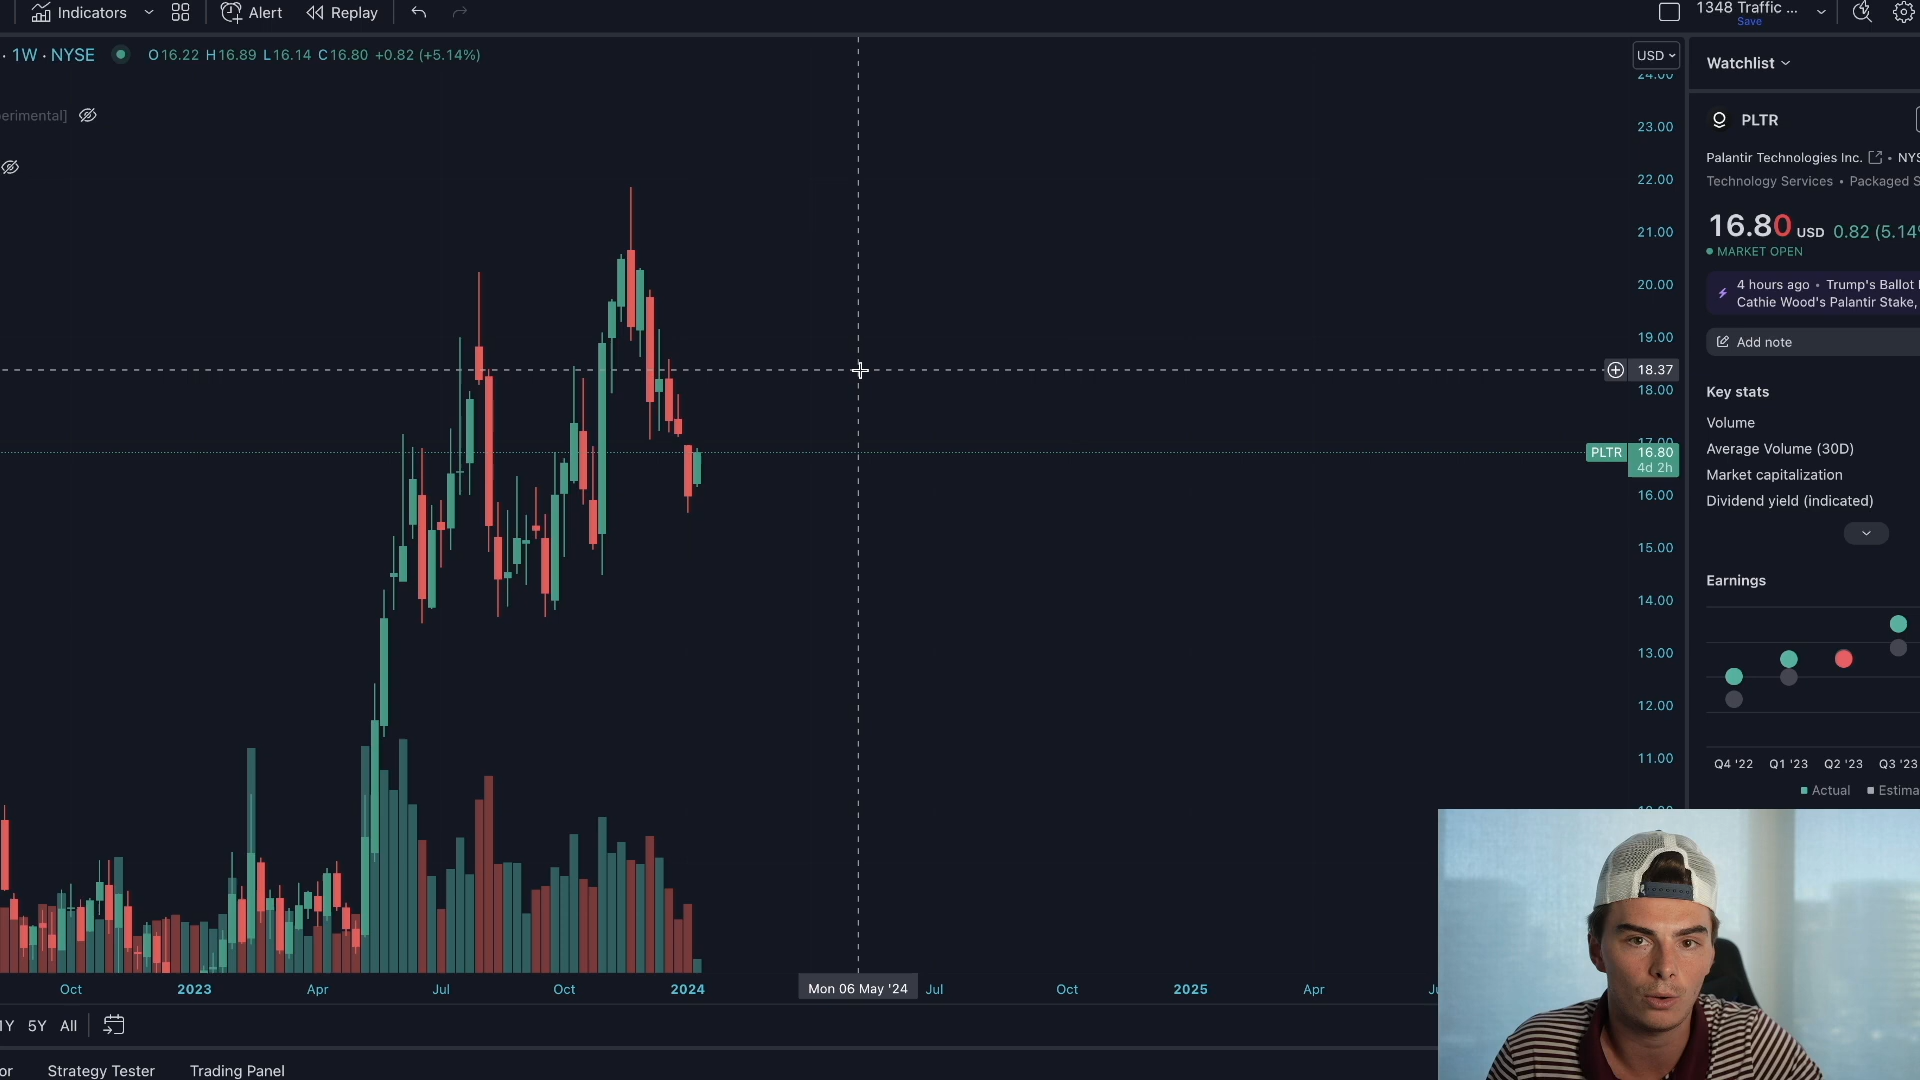 Indicators
Alert
Replay
1348 Traffic ...
Save
· 1W · NYSE
O16.22 H16.89 L16.14 C16.80 +0.82 (+5.14%)
USD
Watchlist
24.00
erimental]
23.00
PLTR
Palantir Technologies Inc. • NYS
22.00
Technology Services • Packaged S
16.80 USD 0.82 (5.14%
21.00
MARKET OPEN
20.00
4 hours ago • Trump's Ballot
Cathie Wood's Palantir Stake,
19.00
Add note
18.37
18.00
Key stats
Volume
17.00
Average Volume (30D)
PLTR 16.80
4d 2h
Market capitalization
16.00
Dividend yield (indicated)
15.00
Earnings
14.00
13.00
12.00
11.00
Q4 '22 Q1 '23 Q2 '23 Q3 '23
Actual Estima
Oct 2023 Apr Jul Oct 2024 Mon 06 May '24 Jul Oct 2025 Apr
1Y 5Y All
or Strategy Tester Trading Panel